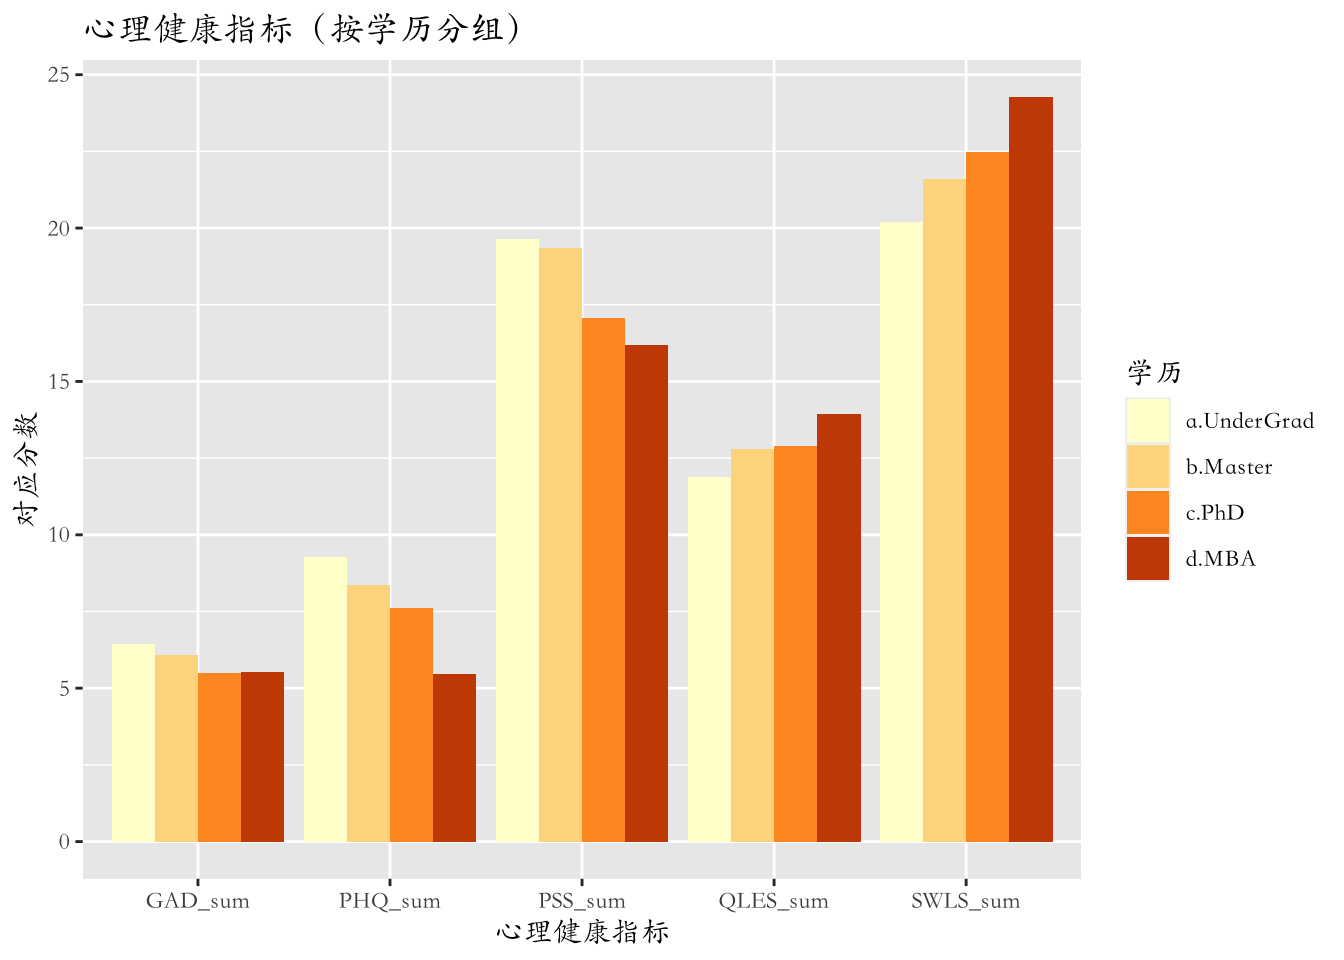 心理健康指标（按学历分组）
25
20
15
10
5
0
对应分数
GAD_sum
PHQ_sum
PSS_sum
QLES_sum
SWLS_sum
心理健康指标
学历
a.UnderGrad
b.Master
c.PhD
d.MBA